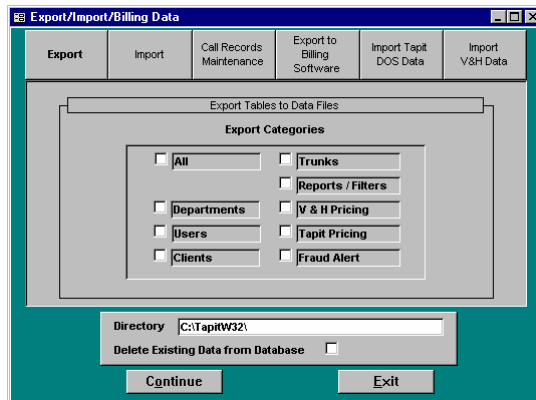 Export/Import/Billing Data
Export
Import
Call Records
Maintenance
Export to
Billing
Software
Import Tapit
DOS Data
Import
V&H Data
Export Tables to Data Files
Export Categories
All
Trunks
Reports / Filters
Departments
V & H Pricing
Users
Tapit Pricing
Clients
Fraud Alert
Directory C:\TapitW32\
Delete Existing Data from Database
Continue
Exit